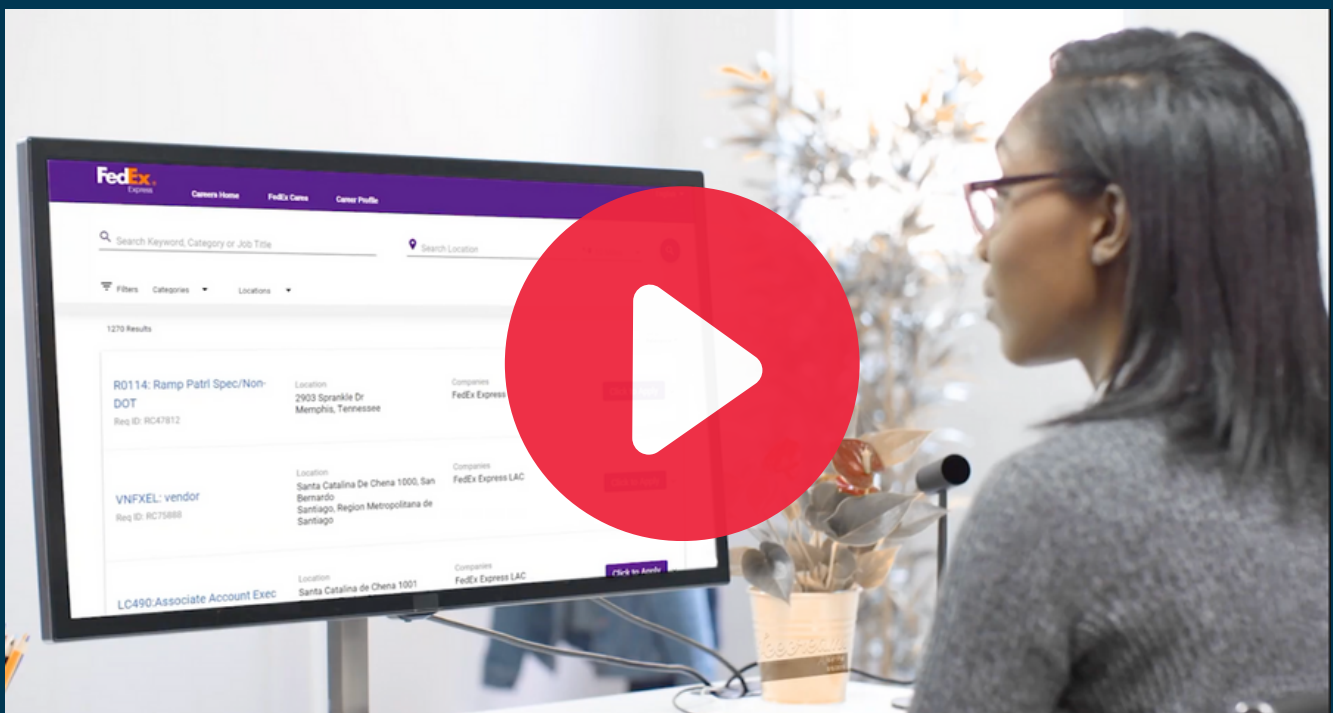 FedEx®
Express
Careers Home
FedEx Cares
Career Profile
Search Keyword, Category or Job Title
Search Location
Filters
Categories
Locations
1270 Results
R0114: Ramp Patrl Spec/Non-
DOT
Req ID: RC47812
Location
2903 Sprankle Dr
Memphis, Tennessee
Companies
FedEx Express
VNFXEL: vendor
Req ID: RC75888
Location
Santa Catalina De Chena 1000, San
Bernardo
Santiago, Region Metropolitana de
Santiago
Companies
FedEx Express LAC
Click to Apply
LC490:Associate Account Exec
Location
Santa Catalina de Chena 1001
Companies
FedEx Express LAC
Click to Apply